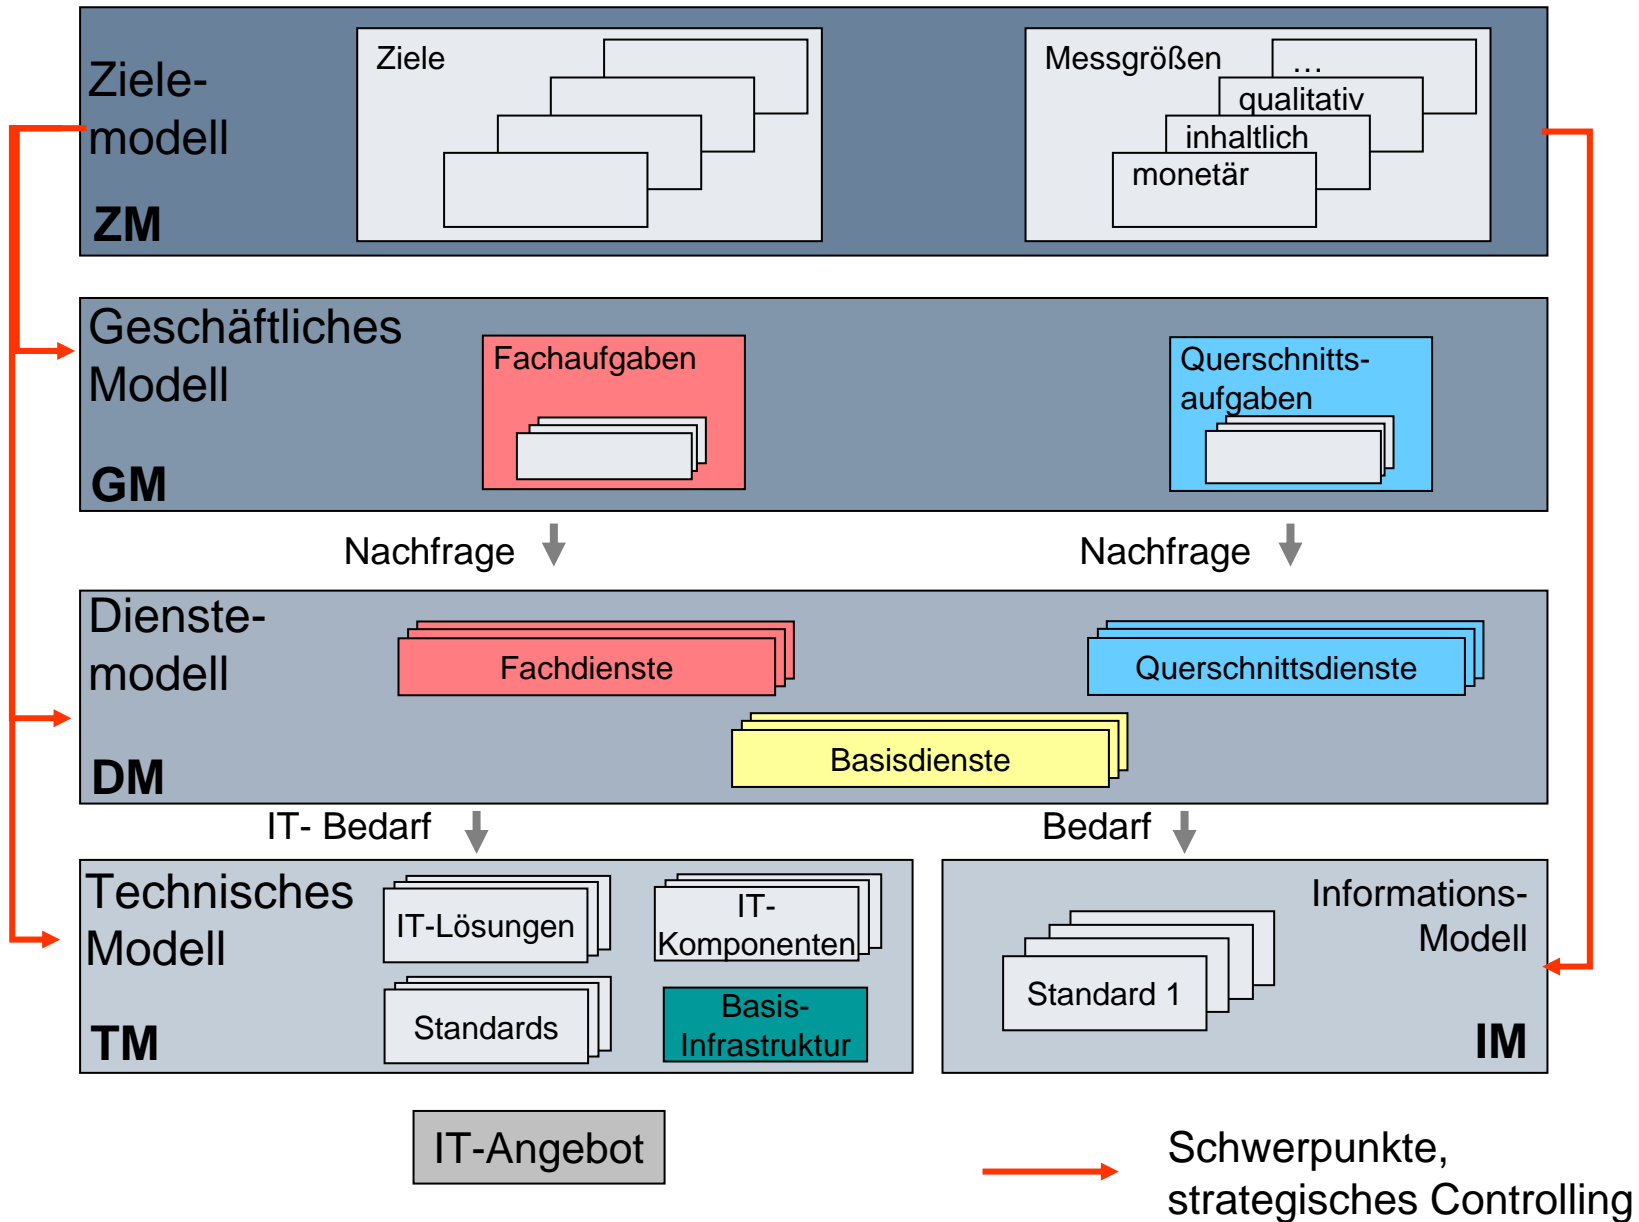 Ziele-
modell
ZM
Ziele
Messgrößen
...
qualitativ
inhaltlich
monetär
Geschäftliches
Modell
GM
Fachaufgaben
Querschnitts-
aufgaben
Nachfrage
Nachfrage
Dienste-
modell
DM
Fachdienste
Querschnittsdienste
Basisdienste
IT- Bedarf
Bedarf
Technisches
Modell
TM
IT-Lösungen
IT-
Komponenten
Standards
Basis-
Infrastruktur
Informations-
Modell
Standard 1
IM
IT-Angebot
Schwerpunkte,
strategisches Controlling